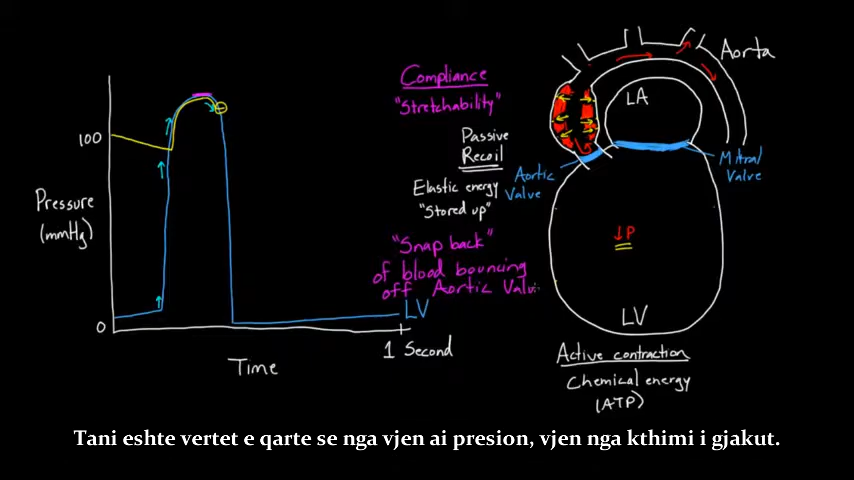 Compliance
"Stretchability"
Passive
Recoil
Elastic energy
"Stored up"
"Snap back"
of blood bouncing
off Aortic Valv
100
Pressure
(mmHg)
0
Time
1 Second
LV
Aorta
LA
Aortic
Valve
Mitral
Valve
↓P
LV
Active contraction
Chemical energy
(ATP)
Tani eshte vertet e qarte se nga vjen ai presion, vjen nga kthimi i gjakut.